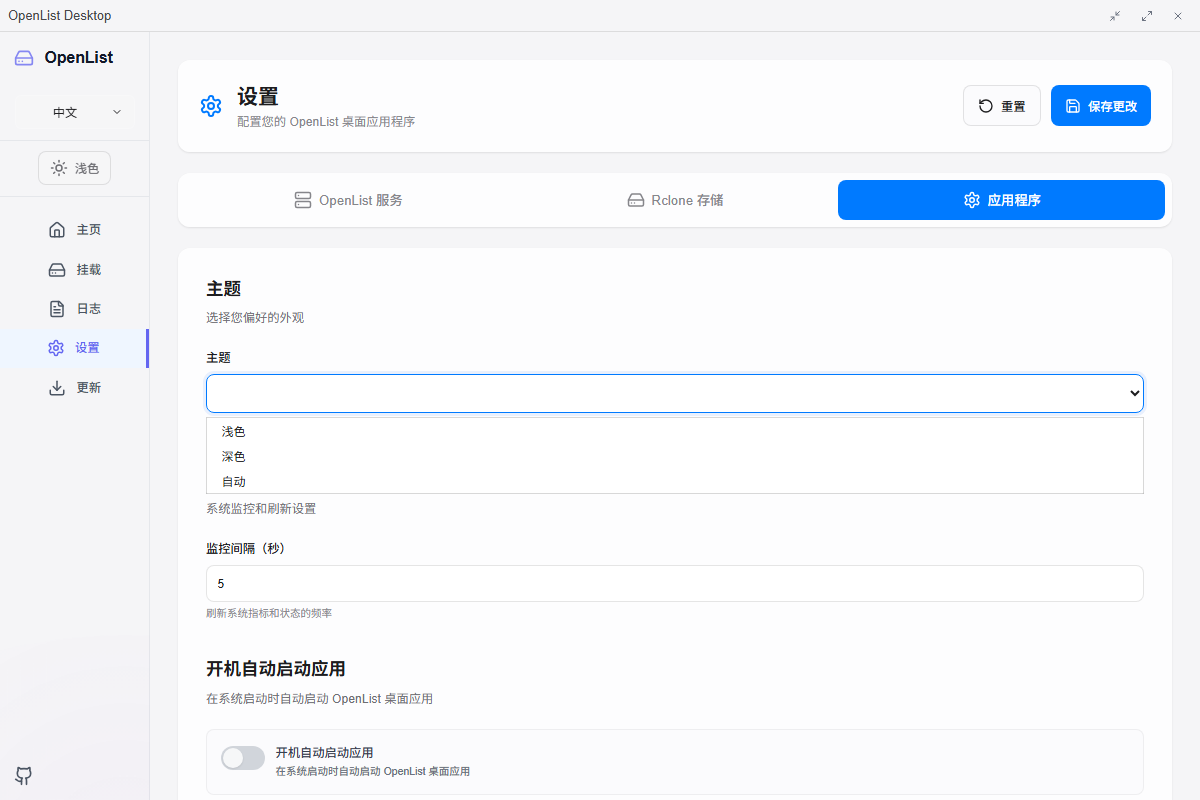 OpenList Desktop
OpenList
中文
浅色
主页
挂载
日志
设置
更新
设置
配置您的 OpenList 桌面应用程序
重置
保存更改
OpenList 服务
Rclone 存储
应用程序
主题
选择您偏好的外观
主题
浅色
深色
自动
系统监控和刷新设置
监控间隔（秒）
5
刷新系统指标和状态的频率
开机自动启动应用
在系统启动时自动启动 OpenList 桌面应用
开机自动启动应用
在系统启动时自动启动 OpenList 桌面应用